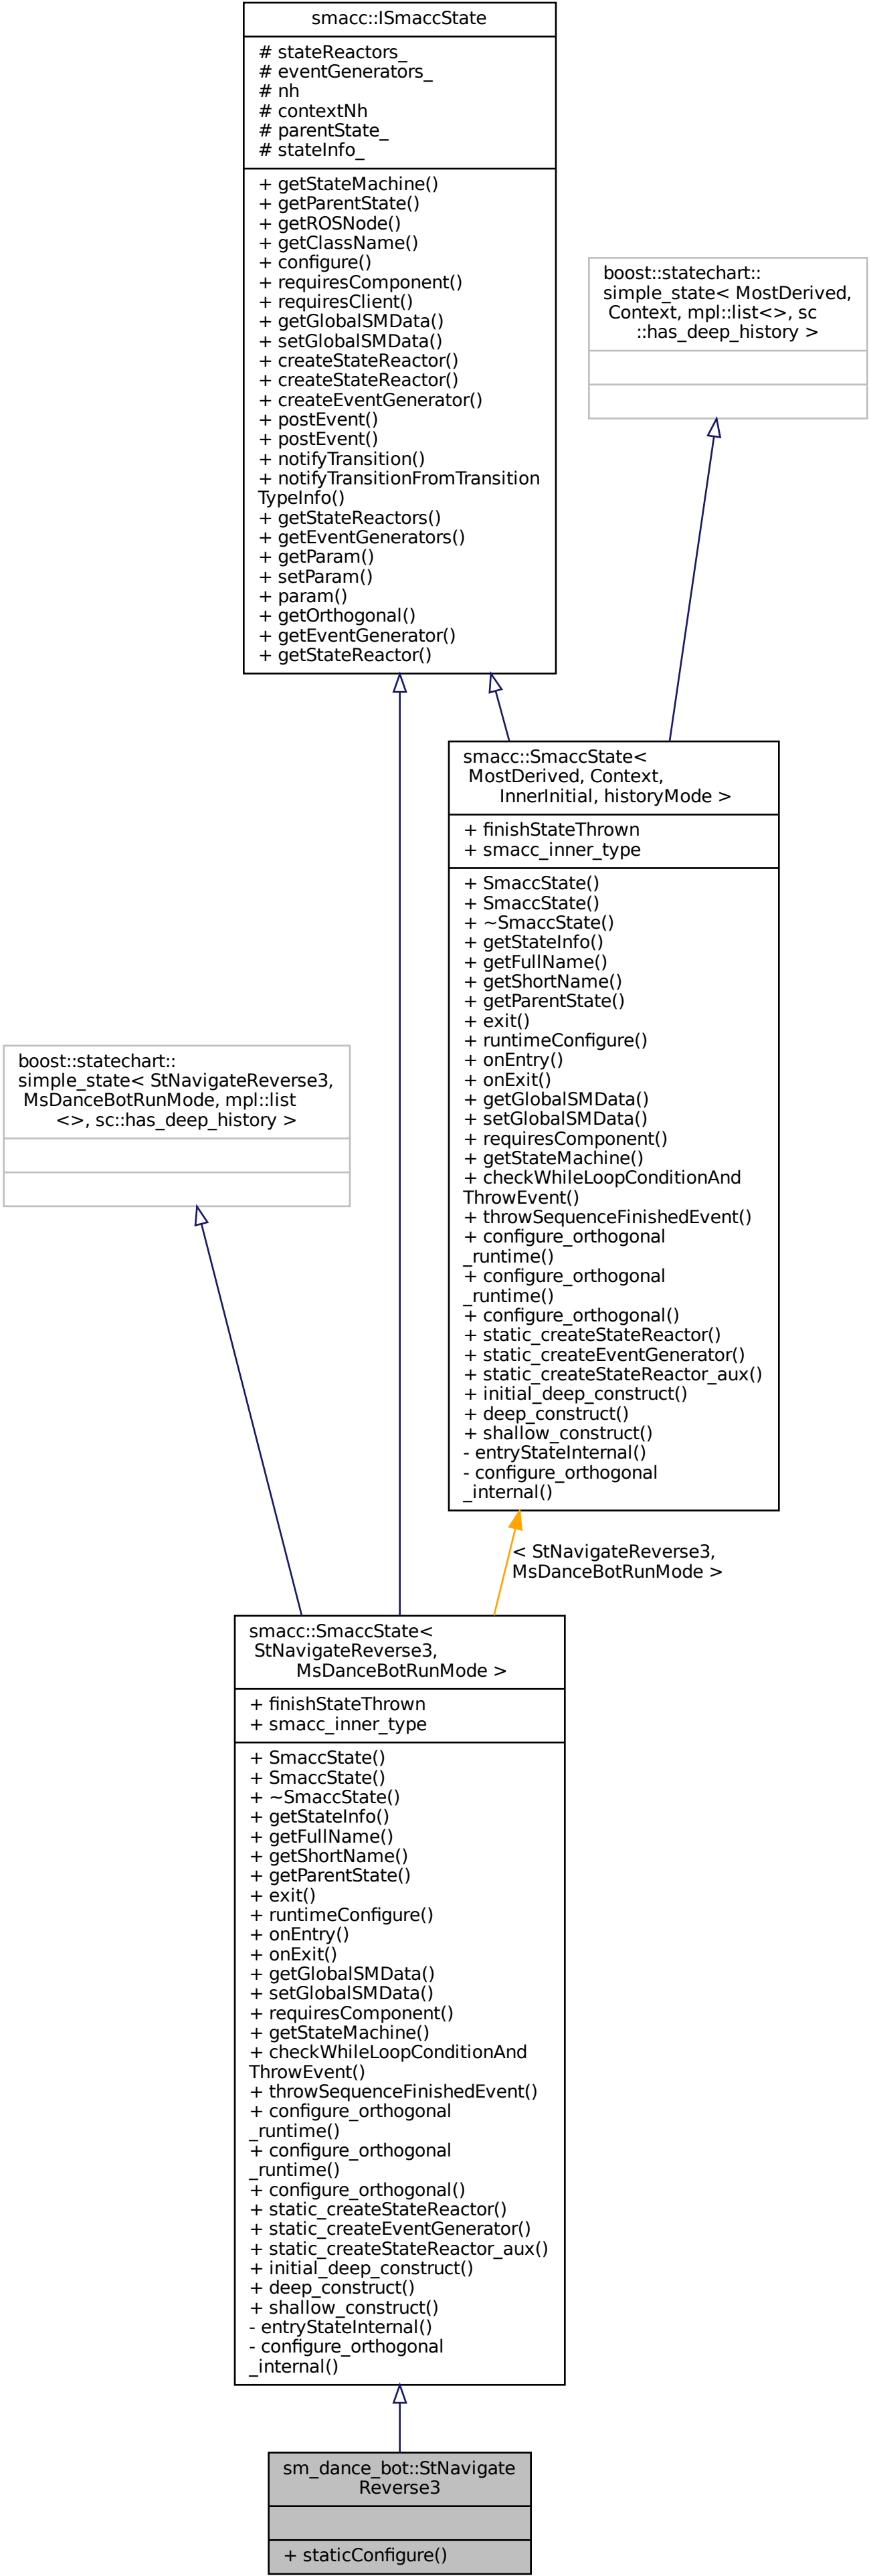 smacc::ISmaccState
# stateReactors_
# eventGenerators_
# nh
# contextNh
# parentState_
# stateInfo_
+ getStateMachine()
+ getParentState()
+ getROSNode()
+ getClassName()
+ configure()
+ requiresComponent()
+ requiresClient()
+ getGlobalSMData()
+ setGlobalSMData()
+ createStateReactor()
+ createStateReactor()
+ createEventGenerator()
+ postEvent()
+ postEvent()
+ notifyTransition()
+ notifyTransitionFromTransition
TypeInfo()
+ getStateReactors()
+ getEventGenerators()
+ getParam()
+ setParam()
+ param()
+ getOrthogonal()
+ getEventGenerator()
+ getStateReactor()
boost::statechart::
simple_state< MostDerived,
Context, mpl::list<>, sc
::has_deep_history >
smacc::SmaccState<
MostDerived, Context,
InnerInitial, historyMode >
+ finishStateThrown
+ smacc_inner_type
+ SmaccState()
+ SmaccState()
+ ~SmaccState()
+ getStateInfo()
+ getFullName()
+ getShortName()
+ getParentState()
+ exit()
+ runtimeConfigure()
+ onEntry()
+ onExit()
+ getGlobalSMData()
+ setGlobalSMData()
+ requiresComponent()
+ getStateMachine()
+ checkWhileLoopConditionAnd
ThrowEvent()
+ throwSequenceFinishedEvent()
+ configure_orthogonal
_runtime()
+ configure_orthogonal
_runtime()
+ configure_orthogonal()
+ static_createStateReactor()
+ static_createEventGenerator()
+ static_createStateReactor_aux()
+ initial_deep_construct()
+ deep_construct()
+ shallow_construct()
- entryStateInternal()
- configure_orthogonal
_internal()
boost::statechart::
simple_state< StNavigateReverse3,
MsDanceBotRunMode, mpl::list
<>, sc::has_deep_history >
< StNavigateReverse3,
MsDanceBotRunMode >
smacc::SmaccState<
StNavigateReverse3,
MsDanceBotRunMode >
+ finishStateThrown
+ smacc_inner_type
+ SmaccState()
+ SmaccState()
+ ~SmaccState()
+ getStateInfo()
+ getFullName()
+ getShortName()
+ getParentState()
+ exit()
+ runtimeConfigure()
+ onEntry()
+ onExit()
+ getGlobalSMData()
+ setGlobalSMData()
+ requiresComponent()
+ getStateMachine()
+ checkWhileLoopConditionAnd
ThrowEvent()
+ throwSequenceFinishedEvent()
+ configure_orthogonal
_runtime()
+ configure_orthogonal
_runtime()
+ configure_orthogonal()
+ static_createStateReactor()
+ static_createEventGenerator()
+ static_createStateReactor_aux()
+ initial_deep_construct()
+ deep_construct()
+ shallow_construct()
- entryStateInternal()
- configure_orthogonal
_internal()
sm_dance_bot::StNavigate
Reverse3
+ staticConfigure()